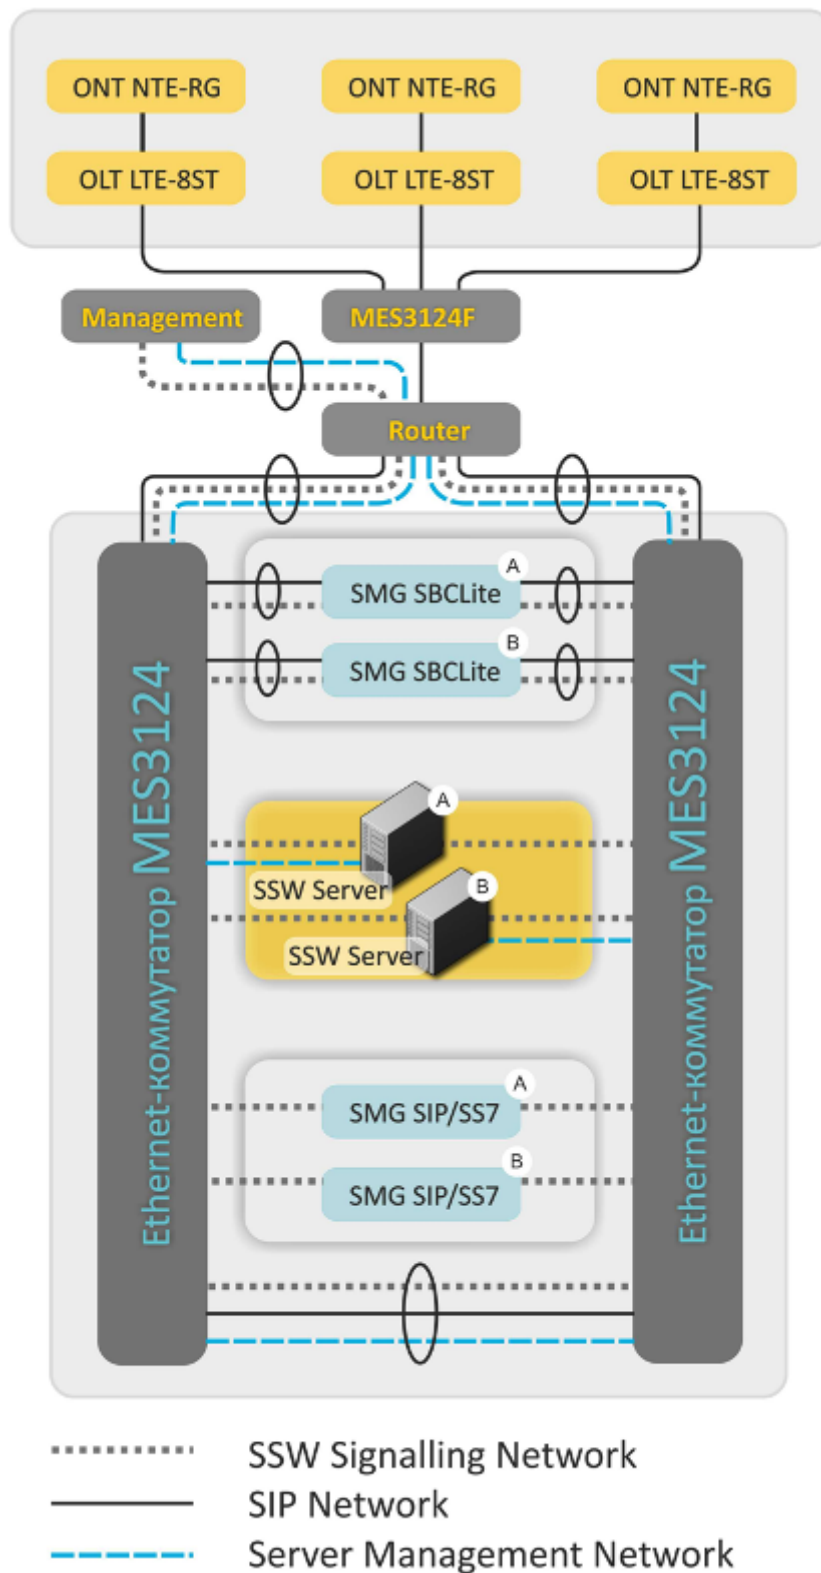 ONT NTE-RG
ONT NTE-RG
ONT NTE-RG
OLT LTE-8ST
OLT LTE-8ST
OLT LTE-8ST
Management
MES3124F
Router
Ethernet-коммутатор MES3124
A
SMG SBCLite
B
SMG SBCLite
A
SSW Server
B
SSW Server
A
SMG SIP/SS7
B
SMG SIP/SS7
Ethernet-коммутатор MES3124
SSW Signalling Network
SIP Network
Server Management Network